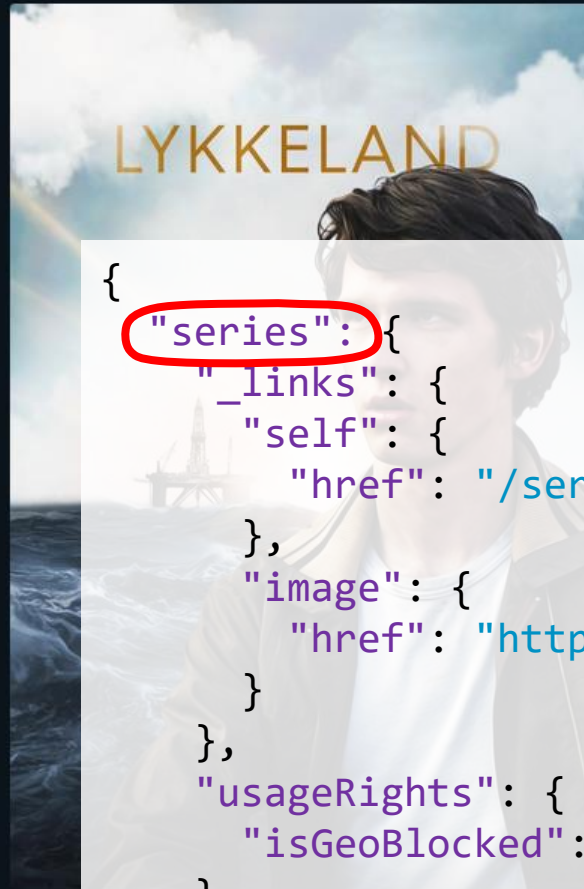 LYKKELAND
{
"series": {
"_links": {
"self": {
"href": "/ser
},
"image": {
"href": "http
}
},
"usageRights": {
"isGeoBlocked":
}